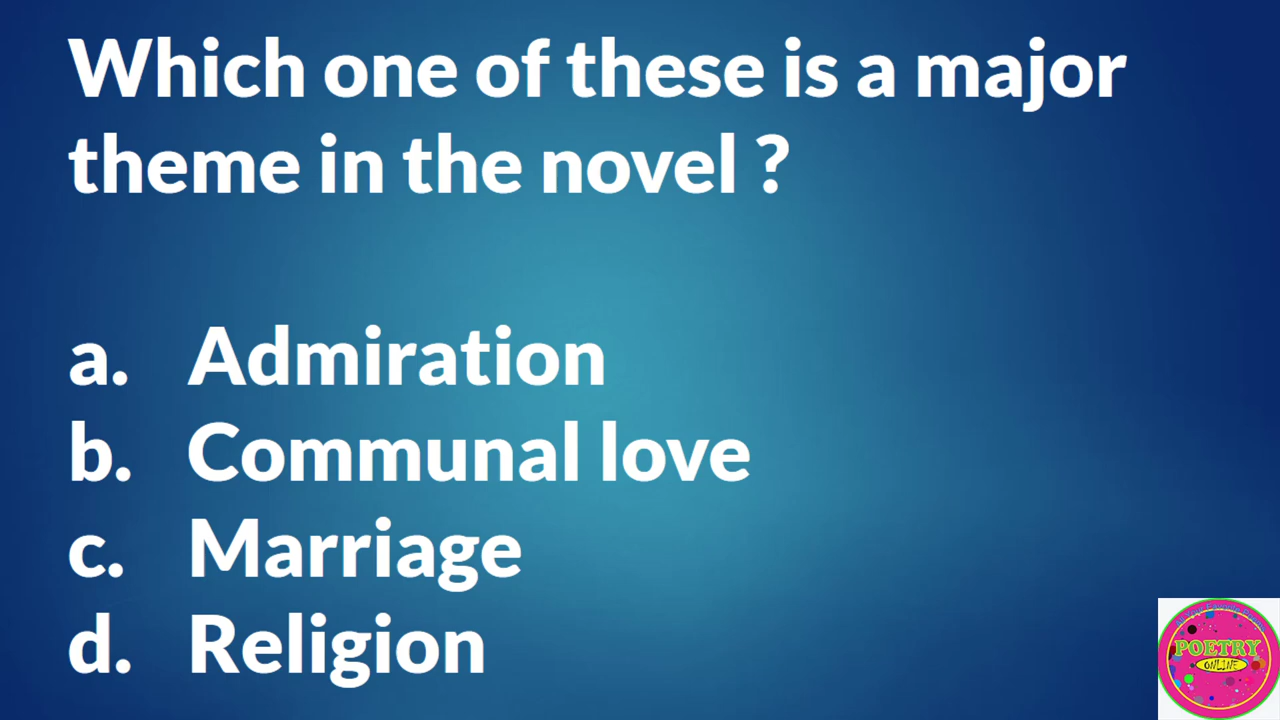 Which one of these is a major
theme in the novel ?
a. Admiration
b. Communal love
c. Marriage
d. Religion
POETRY
ONLINE